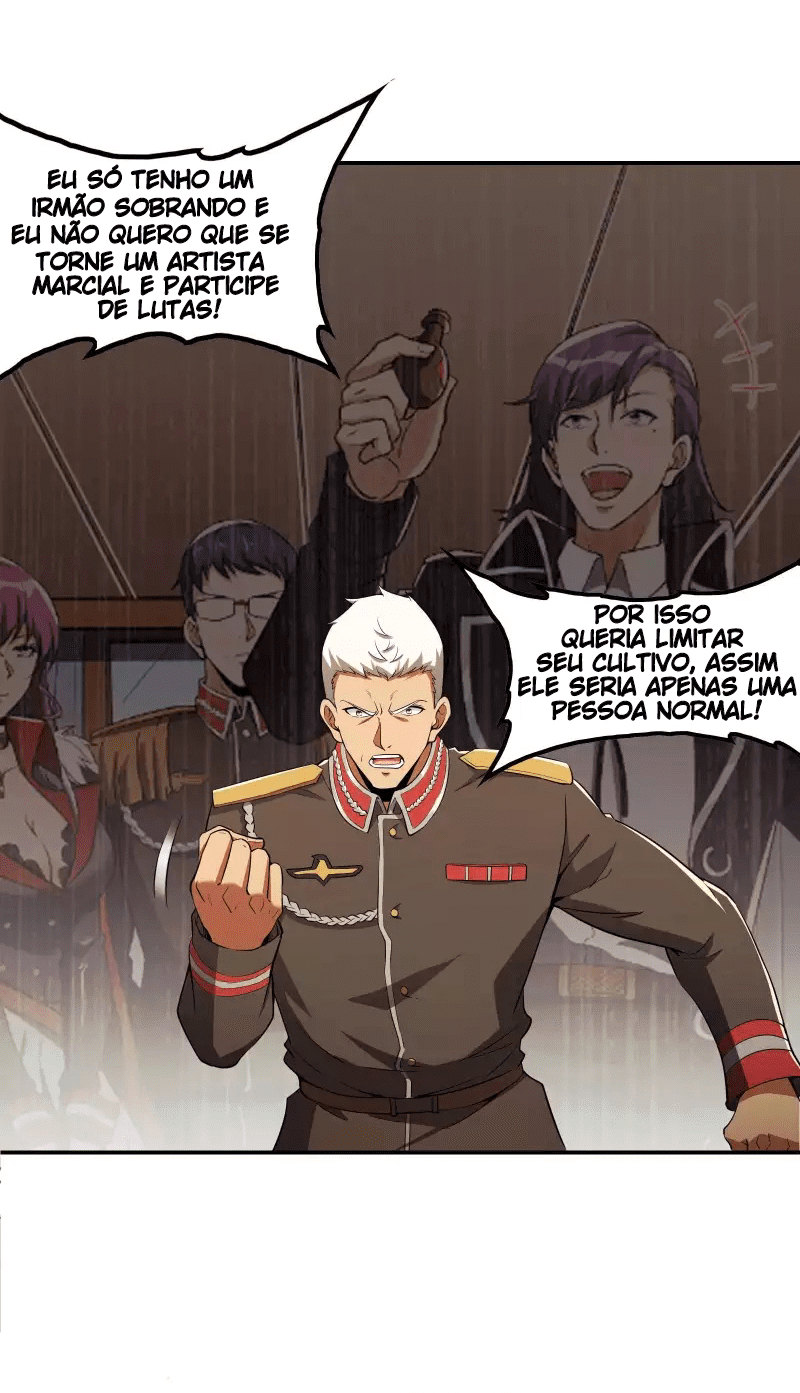 EU SÓ TENHO UM
IRMÃO SOBRANDO E
EU NÃO QUERO QUE SE
TORNE UM ARTISTA
MARCIAL E PARTICIPE
DE LUTAS!
POR ISSO
QUERIA LIMITAR
SEU CULTIVO, ASSIM
ELE SERIA APENAS UMA
PESSOA NORMAL!